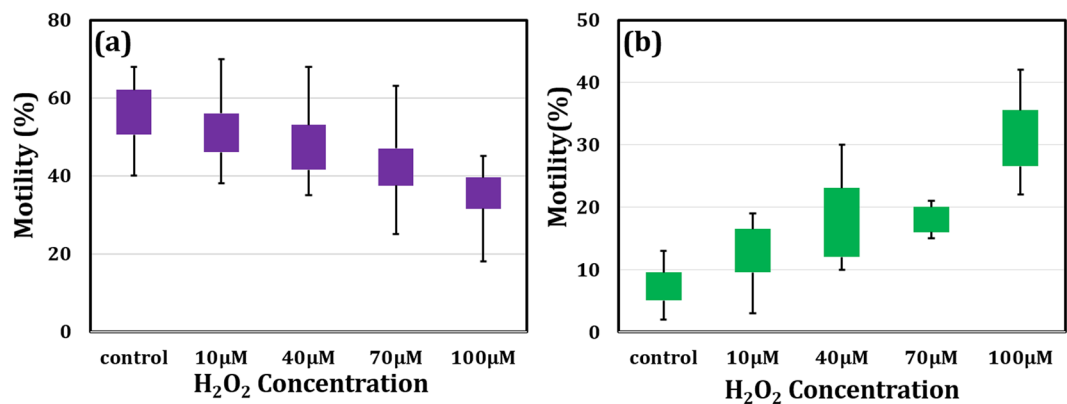 (a)
Motility (%)
80
60
40
20
0
control 10μM 40μM 70μM 100μM
H₂O₂ Concentration
(b)
Motility(%)
50
40
30
20
10
0
control 10μM 40μM 70μM 100μM
H₂O₂ Concentration